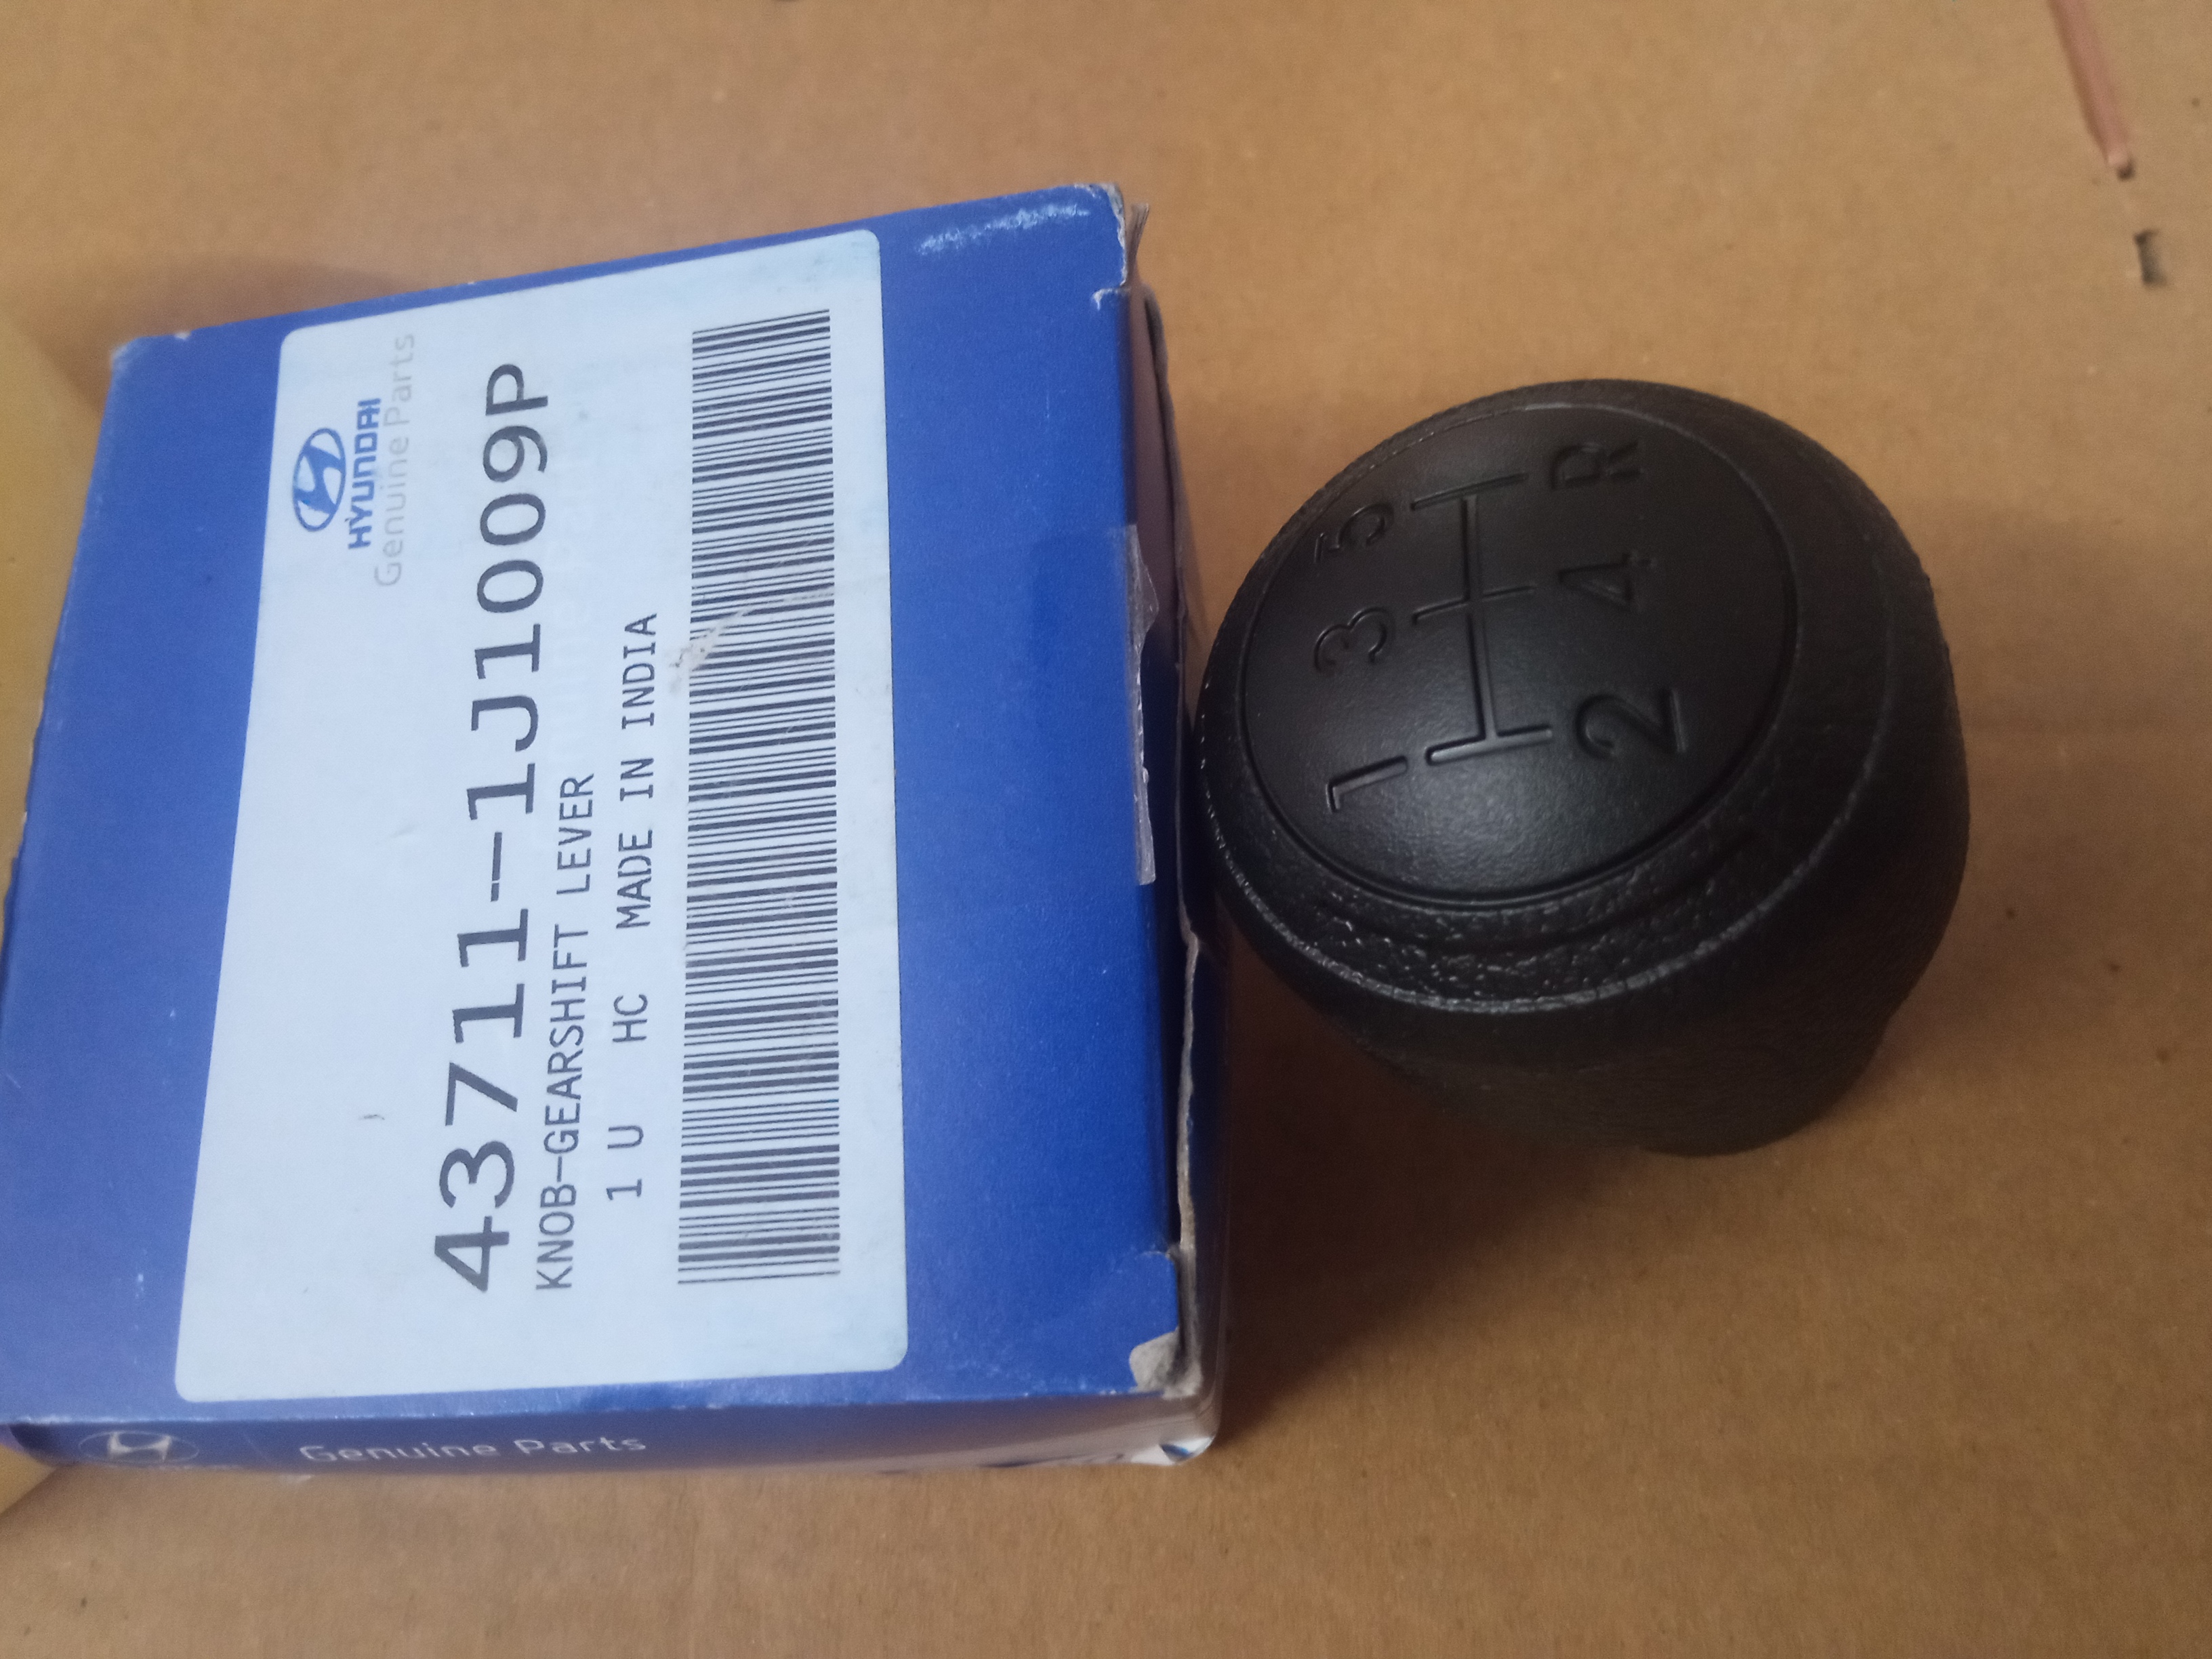 HYUNDAI
Genuine Parts
43711--1J1009P
KNOB-GEARSHIFT LEVER
1 U HC MADE IN INDIA
Genuine Parts
1 3 5
2 4 R